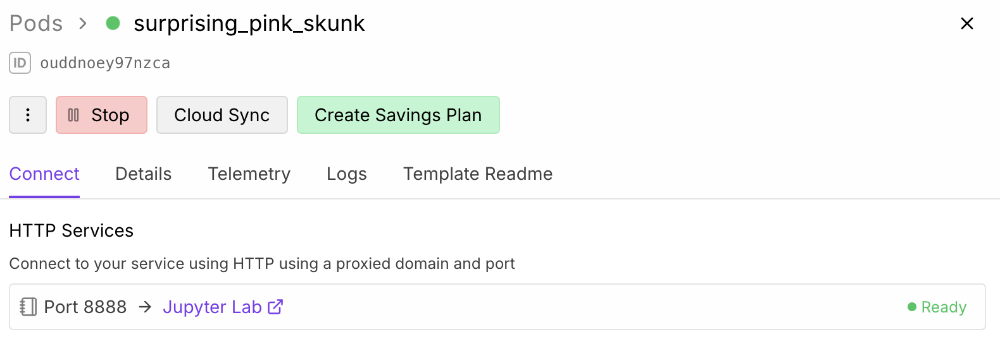 Pods > surprising_pink_skunk
ID ouddnoey97nzca
Stop Cloud Sync Create Savings Plan
Connect Details Telemetry Logs Template Readme
HTTP Services
Connect to your service using HTTP using a proxied domain and port
Port 8888 → Jupyter Lab Ready